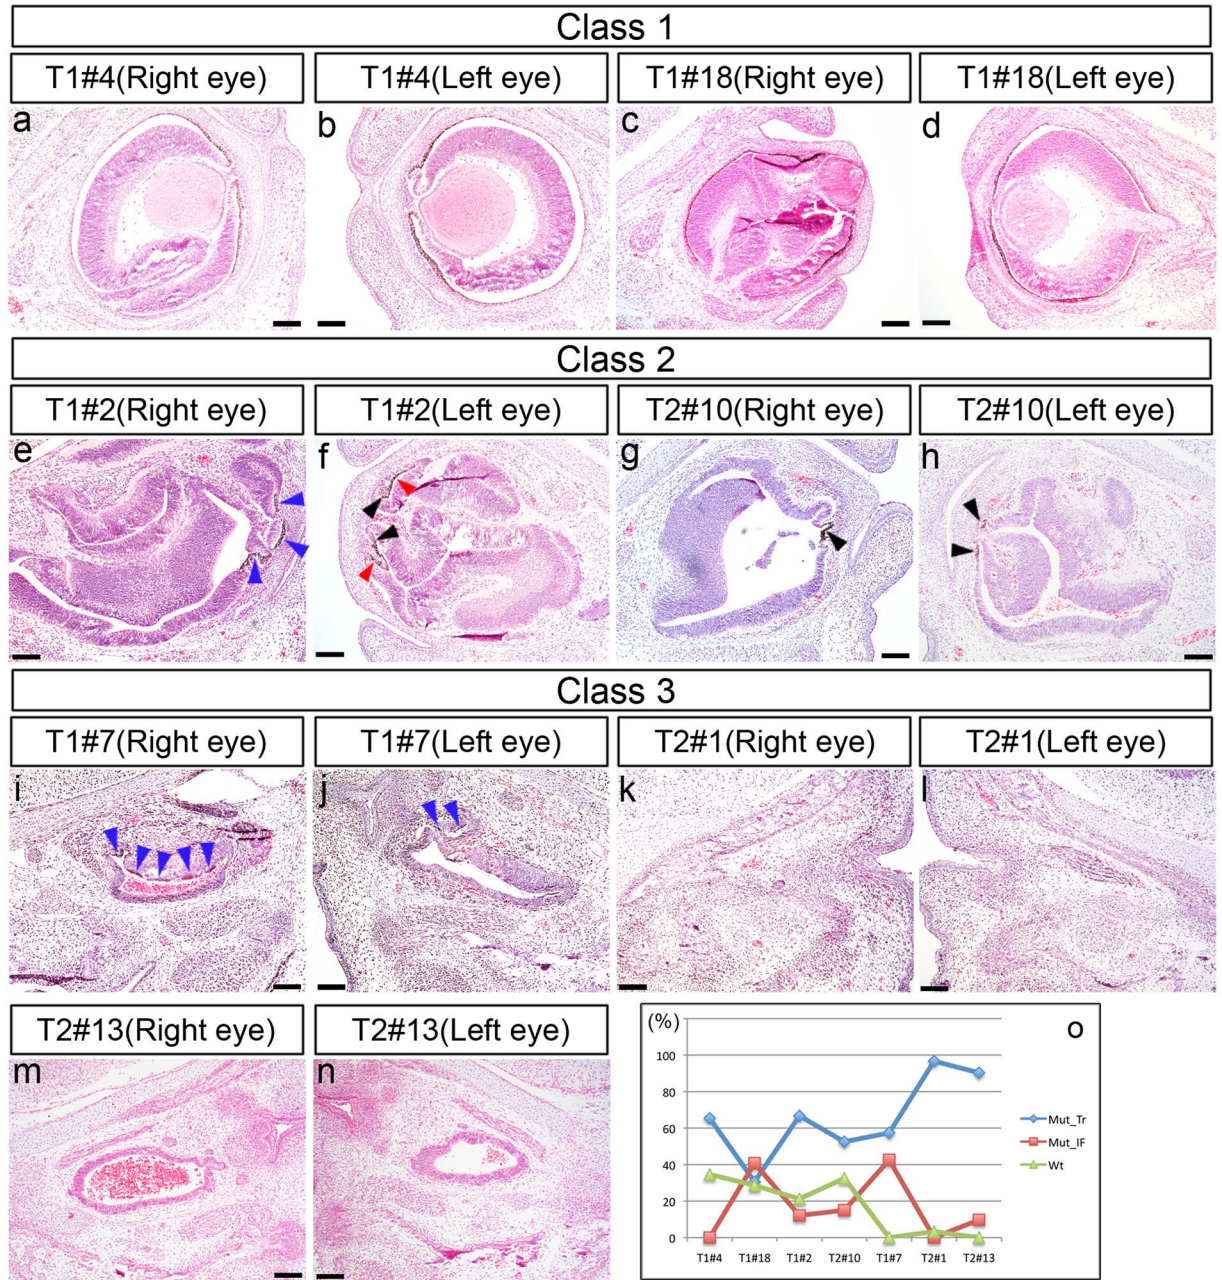 Class 1
T1#4(Right eye) T1#4(Left eye) T1#18(Right eye) T1#18(Left eye)
a b c d
Class 2
T1#2(Right eye) T1#2(Left eye) T2#10(Right eye) T2#10(Left eye)
e f g h
Class 3
T1#7(Right eye) T1#7(Left eye) T2#1(Right eye) T2#1(Left eye)
i j k l
T2#13(Right eye) T2#13(Left eye)
m n
(%) o
100
80
60
40
20
0
Mut_Tr
Mut_IF
Wt
T1#4 T1#18 T1#2 T2#10 T1#7 T2#1 T2#13